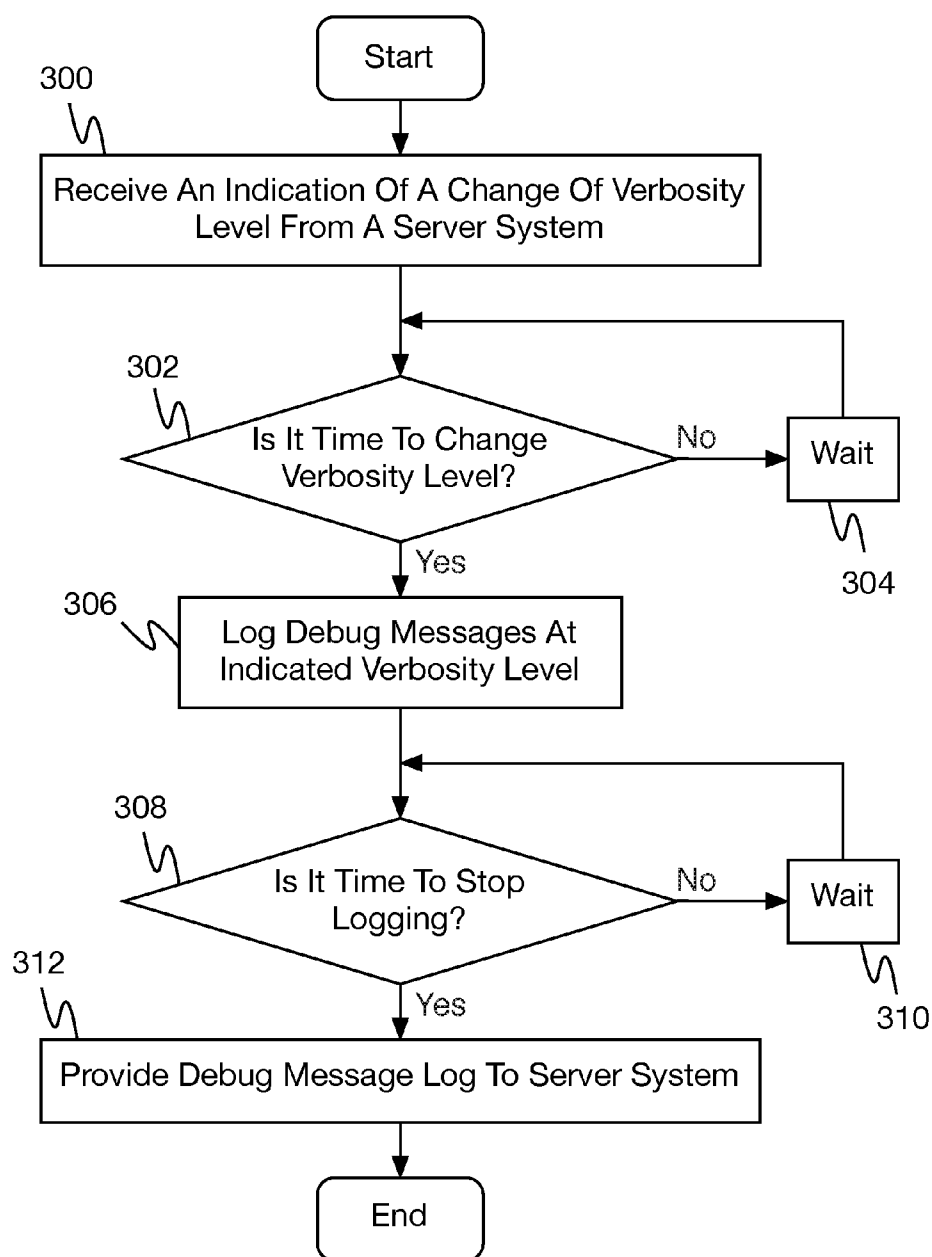 Start
300
Receive An Indication Of A Change Of Verbosity
Level From A Server System
302
Is It Time To Change
Verbosity Level?
No
Wait
304
Yes
306
Log Debug Messages At
Indicated Verbosity Level
308
Is It Time To Stop
Logging?
No
Wait
310
Yes
312
Provide Debug Message Log To Server System
End